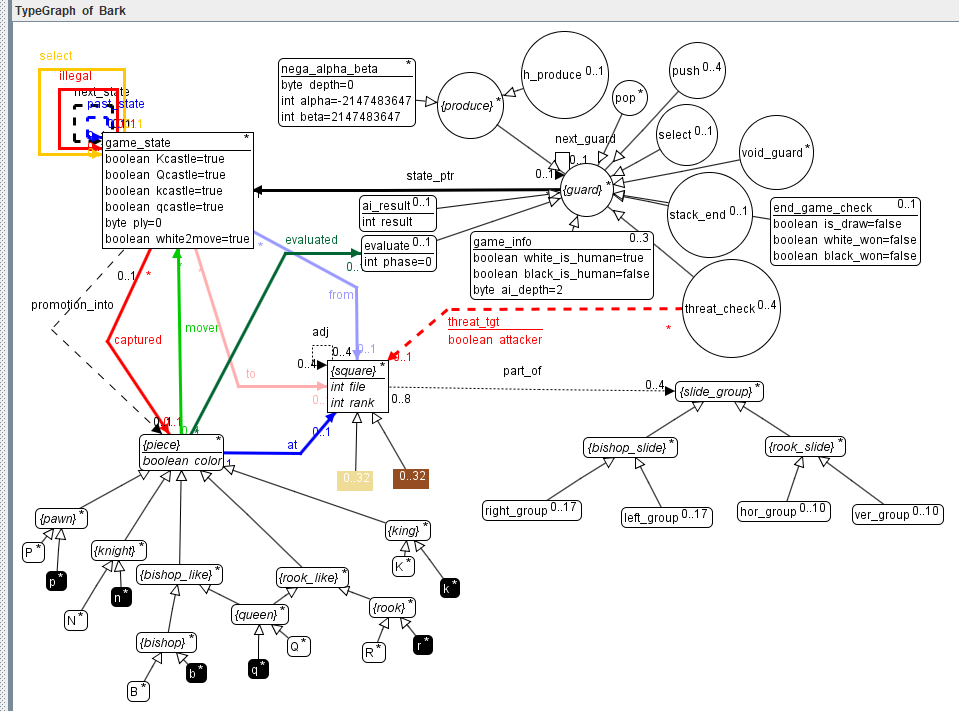 TypeGraph of Bark
select
illegal
next_state
past_state
game_state *
boolean Kcastle=true
boolean Qcastle=true
boolean kcastle=true
boolean qcastle=true
byte ply=0
boolean white2move=true
nega_alpha_beta *
byte depth=0
int alpha=-2147483647
int beta=2147483647
{produce} *
h_produce 0..1
pop *
push 0..4
select 0..1
void_guard *
next_guard
0..1
0..1
{guard} *
state_ptr
stack_end 0..1
end_game_check 0..1
boolean is_draw=false
boolean white_won=false
boolean black_won=false
ai_result 0..1
int result
evaluate 0..1
int phase=0
game_info 0..3
boolean white_is_human=true
boolean black_is_human=false
byte ai_depth=2
threat_check 0..4
evaluated
*
0..
from
0..1
0..1 *
promotion_into
captured
mover
to
0..
threat_tgt
boolean attacker
*
0..1
adj
0..4
0..4
{square} *
int file
int rank
0..8
part_of
0..4
{slide_group} *
{piece} *
boolean color
1
at
0..1
0..32
0..32
{bishop_slide} *
{rook_slide} *
right_group 0..17
left_group 0..17
hor_group 0..10
ver_group 0..10
{pawn} *
P *
p *
{knight} *
N *
n *
{bishop_like} *
{rook_like} *
{king} *
K *
k *
{queen} *
Q *
q *
{rook} *
R *
r *
{bishop} *
B *
b *